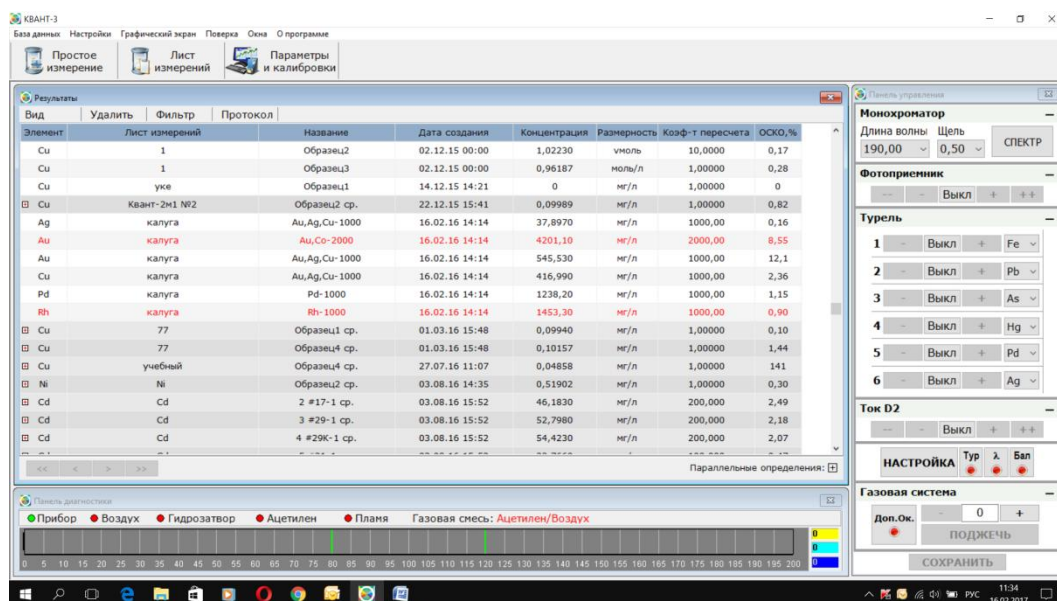 КВАНТ-3
База данных Настройки Графический экран Поверка Окна О программе
Простое измерение Лист измерений Параметры и калибровки
Результаты
Вид Удалить Фильтр Протокол
Элемент Лист измерений Название Дата создания Концентрация Размерность Коэф-т пересчета ОСКО,%
Cu 1 Образец2 02.12.15 00:00 1,02230 умоль 10,0000 0,17
Cu 1 Образец3 02.12.15 00:00 0,96187 моль/л 1,00000 0,28
Cu уке Образец1 14.12.15 14:21 0 мг/л 1,00000 0
Cu Квант-2м1 №2 Образец2 ср. 22.12.15 15:41 0,09989 мг/л 1,00000 0,82
Ag калуга Au,Ag,Cu-1000 16.02.16 14:14 37,8970 мг/л 1000,00 0,16
Au калуга Au,Co-2000 16.02.16 14:14 4201,10 мг/л 2000,00 8,55
Au калуга Au,Ag,Cu-1000 16.02.16 14:14 545,530 мг/л 1000,00 12,1
Cu калуга Au,Ag,Cu-1000 16.02.16 14:14 416,990 мг/л 1000,00 2,36
Pd калуга Pd-1000 16.02.16 14:14 1238,20 мг/л 1000,00 1,15
Rh калуга Rh-1000 16.02.16 14:14 1453,30 мг/л 1000,00 0,90
Cu 77 Образец1 ср. 01.03.16 15:48 0,09940 мг/л 1,00000 0,10
Cu 77 Образец4 ср. 01.03.16 15:48 0,10157 мг/л 1,00000 1,44
Cu учебный Образец4 ср. 27.07.16 11:07 0,04858 мг/л 1,00000 141
Ni Ni Образец2 ср. 03.08.16 14:35 0,51902 мг/л 1,00000 0,30
Cd Cd 2 #17-1 ср. 03.08.16 15:52 46,1830 мг/л 200,000 2,49
Cd Cd 3 #29-1 ср. 03.08.16 15:52 52,7980 мг/л 200,000 2,18
Cd Cd 4 #29К-1 ср. 03.08.16 15:52 54,4230 мг/л 200,000 2,07
<< < > >> Параллельные определения:
Панель диагностики
Прибор Воздух Гидрозатвор Ацетилен Пламя Газовая смесь: Ацетилен/Воздух
0
0
0
0 5 10 15 20 25 30 35 40 45 50 55 60 65 70 75 80 85 90 95 100 105 110 115 120 125 130 135 140 145 150 155 160 165 170 175 180 185 190 195 200
Панель управления
Монохроматор
Длина волны Щель
190,00 0,50 СПЕКТР
Фотоприемник
-- - Выкл + ++
Турель
1 - Выкл + Fe
2 - Выкл + Pb
3 - Выкл + As
4 - Выкл + Hg
5 - Выкл + Pd
6 - Выкл + Ag
Ток D2
-- - Выкл + ++
НАСТРОЙКА Тур λ Бал
Газовая система
Доп.Ок. - 0 +
ПОДЖЕЧЬ
СОХРАНИТЬ
РУС 11:34
16.02.2017